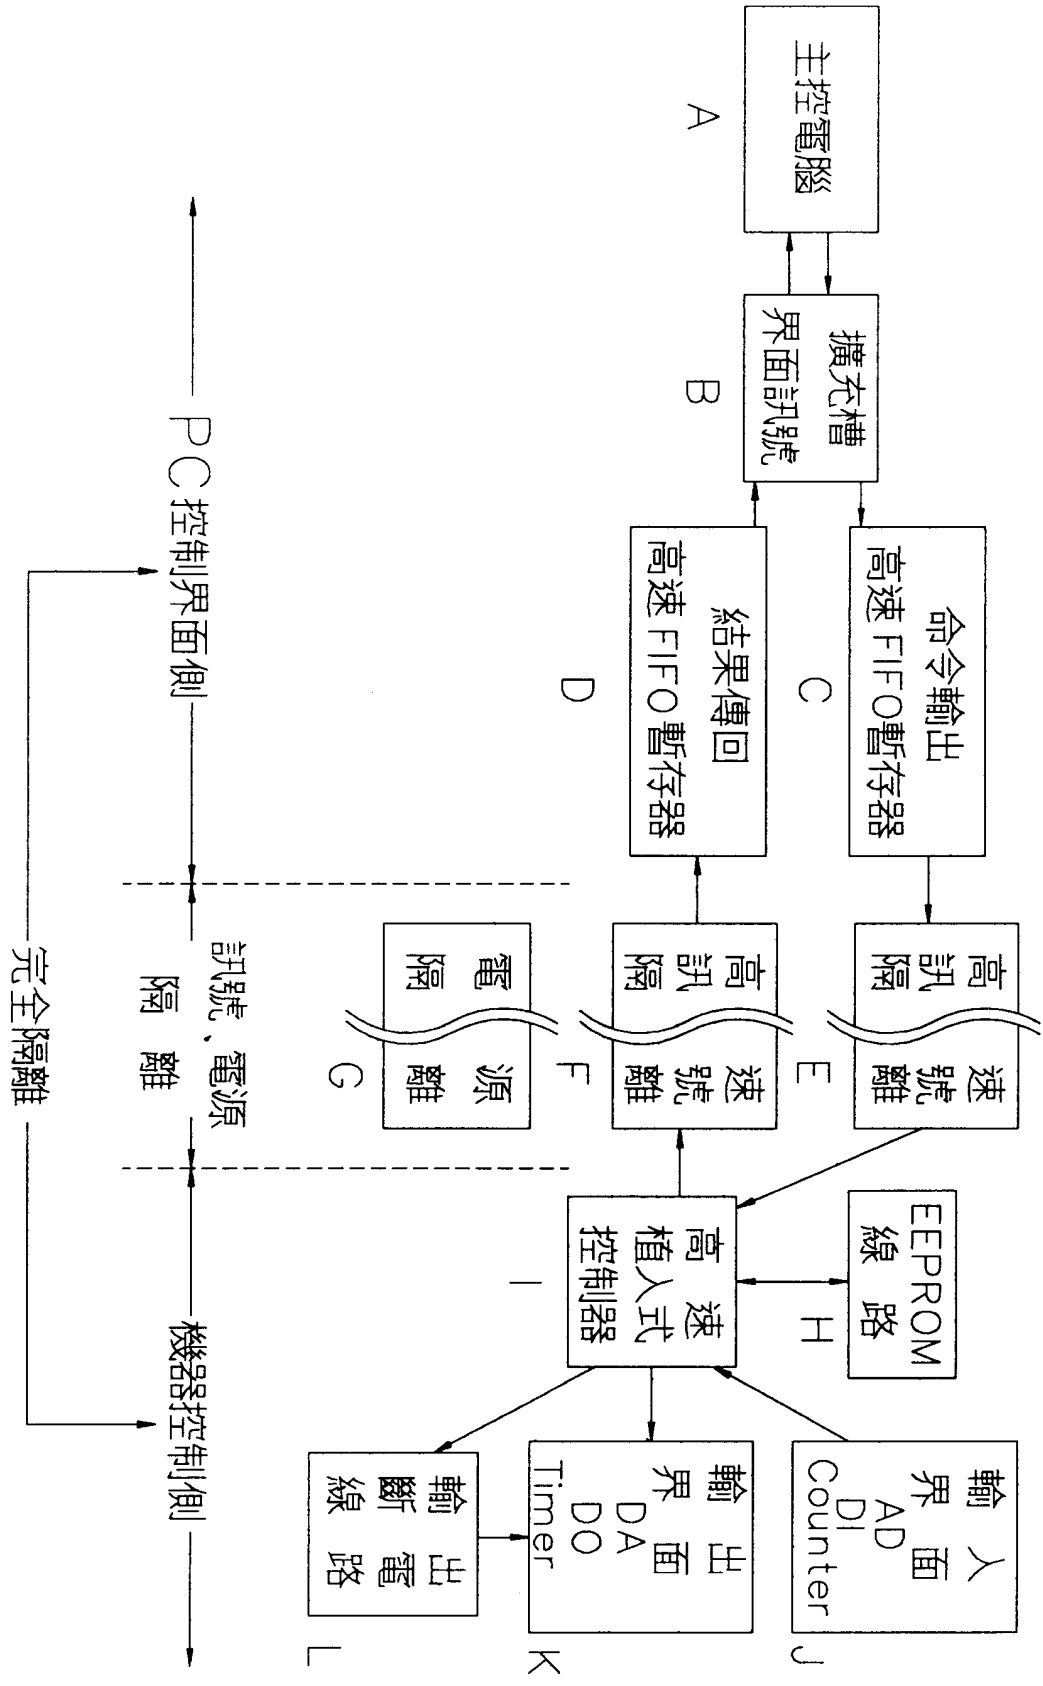 主控電腦
A
擴充槽
界面訊號
B
命令輸出
高速FIFO暫存器
C
結果傳回
高速FIFO暫存器
D
高速
訊號
隔離
E
高速
訊號
隔離
F
電源
隔離
G
EEPROM
線路
H
高速
植入式
控制器
I
輸入
界面
AD
DI
Counter
J
輸出
界面
DA
DO
Timer
K
輸出
斷電
線路
L
PC控制界面側
訊號、電源
隔離
機器控制側
完全隔離